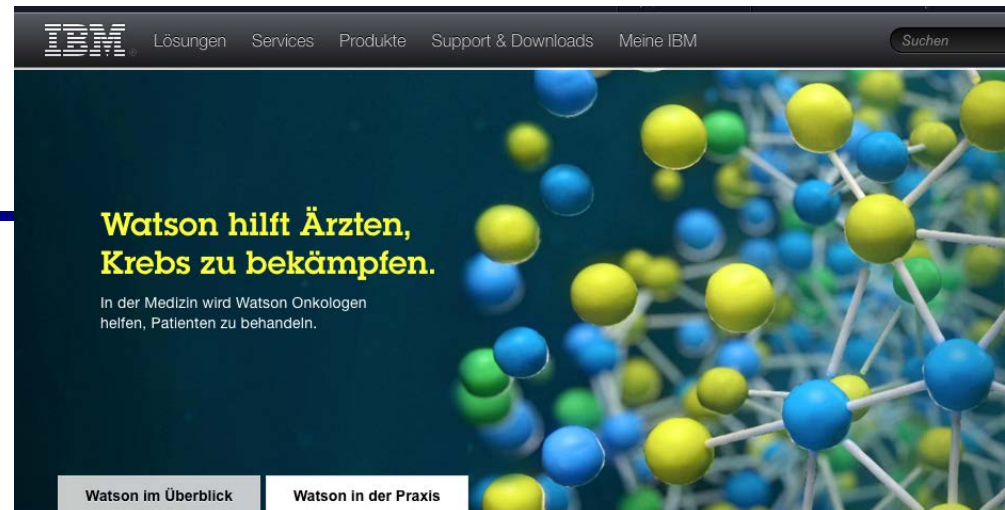 IBM
Lösungen Services Produkte Support & Downloads Meine IBM Suchen
Watson hilft Ärzten,
Krebs zu bekämpfen.
In der Medizin wird Watson Onkologen
helfen, Patienten zu behandeln.
Watson im Überblick Watson in der Praxis